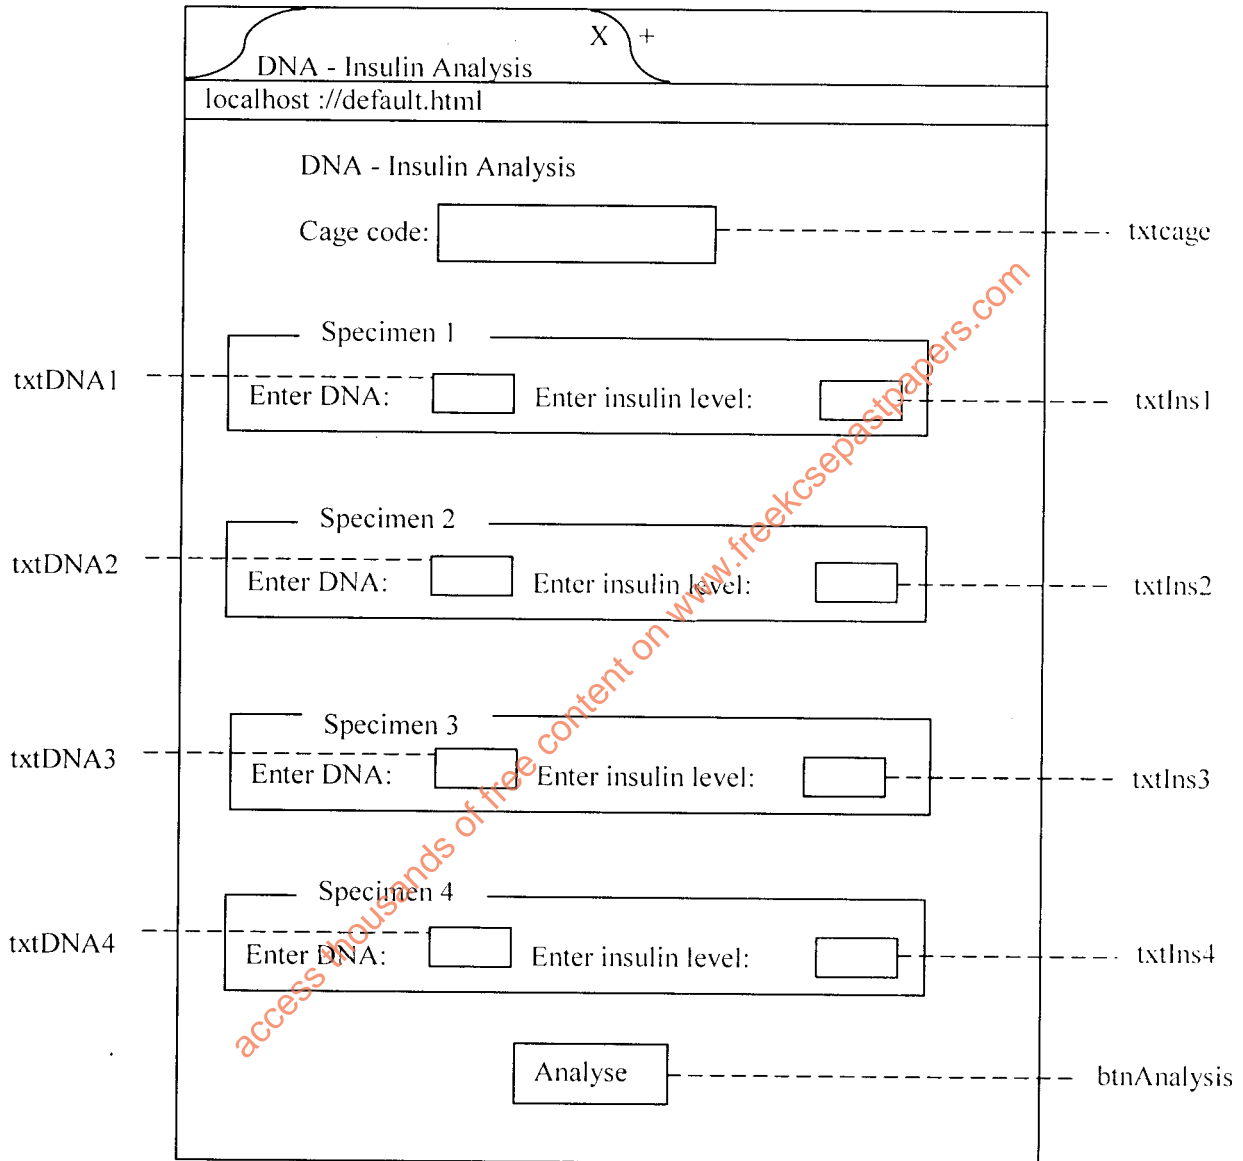 X +
DNA - Insulin Analysis
localhost ://default.html
DNA - Insulin Analysis
Cage code:
txtcage
Specimen 1
txtDNA1
Enter DNA:
Enter insulin level:
txtIns1
Specimen 2
txtDNA2
Enter DNA:
Enter insulin level:
txtIns2
Specimen 3
txtDNA3
Enter DNA:
Enter insulin level:
txtIns3
Specimen 4
txtDNA4
Enter DNA:
Enter insulin level:
txtIns4
Analyse
btnAnalysis
access thousands of free content on www.freekcsepastpapers.com